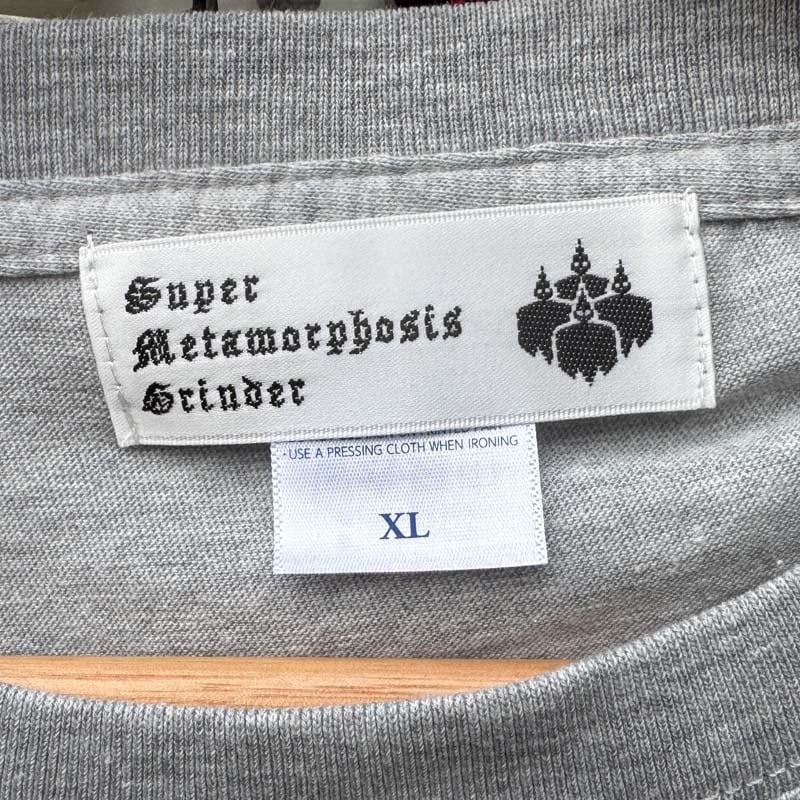 Super
Metamorphosis
Grinder
·USE A PRESSING CLOTH WHEN IRONING
XL